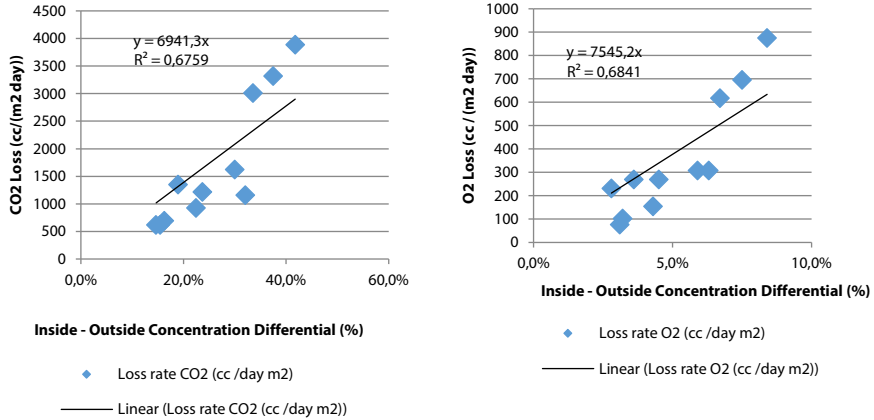 4500
4000
3500
3000
2500
2000
1500
1000
500
0
CO2 Loss (cc/(m2 day))
y = 6941,3x
R² = 0,6759
0,0% 20,0% 40,0% 60,0%
Inside - Outside Concentration Differential (%)
Loss rate CO2 (cc /day m2)
Linear (Loss rate CO2 (cc /day m2))
1000
900
800
700
600
500
400
300
200
100
0
O2 Loss (cc / (m2 day))
y = 7545,2x
R² = 0,6841
0,0% 5,0% 10,0%
Inside - Outside Concentration Differential (%)
Loss rate O2 (cc /day m2)
Linear (Loss rate O2 (cc /day m2))